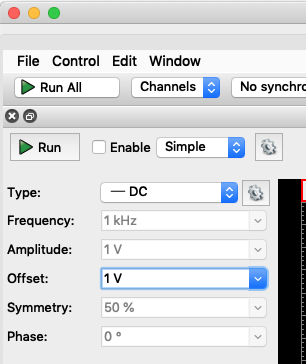 File Control Edit Window
Run All Channels No synchro
Run Enable Simple
Type: DC
Frequency: 1 kHz
Amplitude: 1 V
Offset: 1 V
Symmetry: 50 %
Phase: 0 °